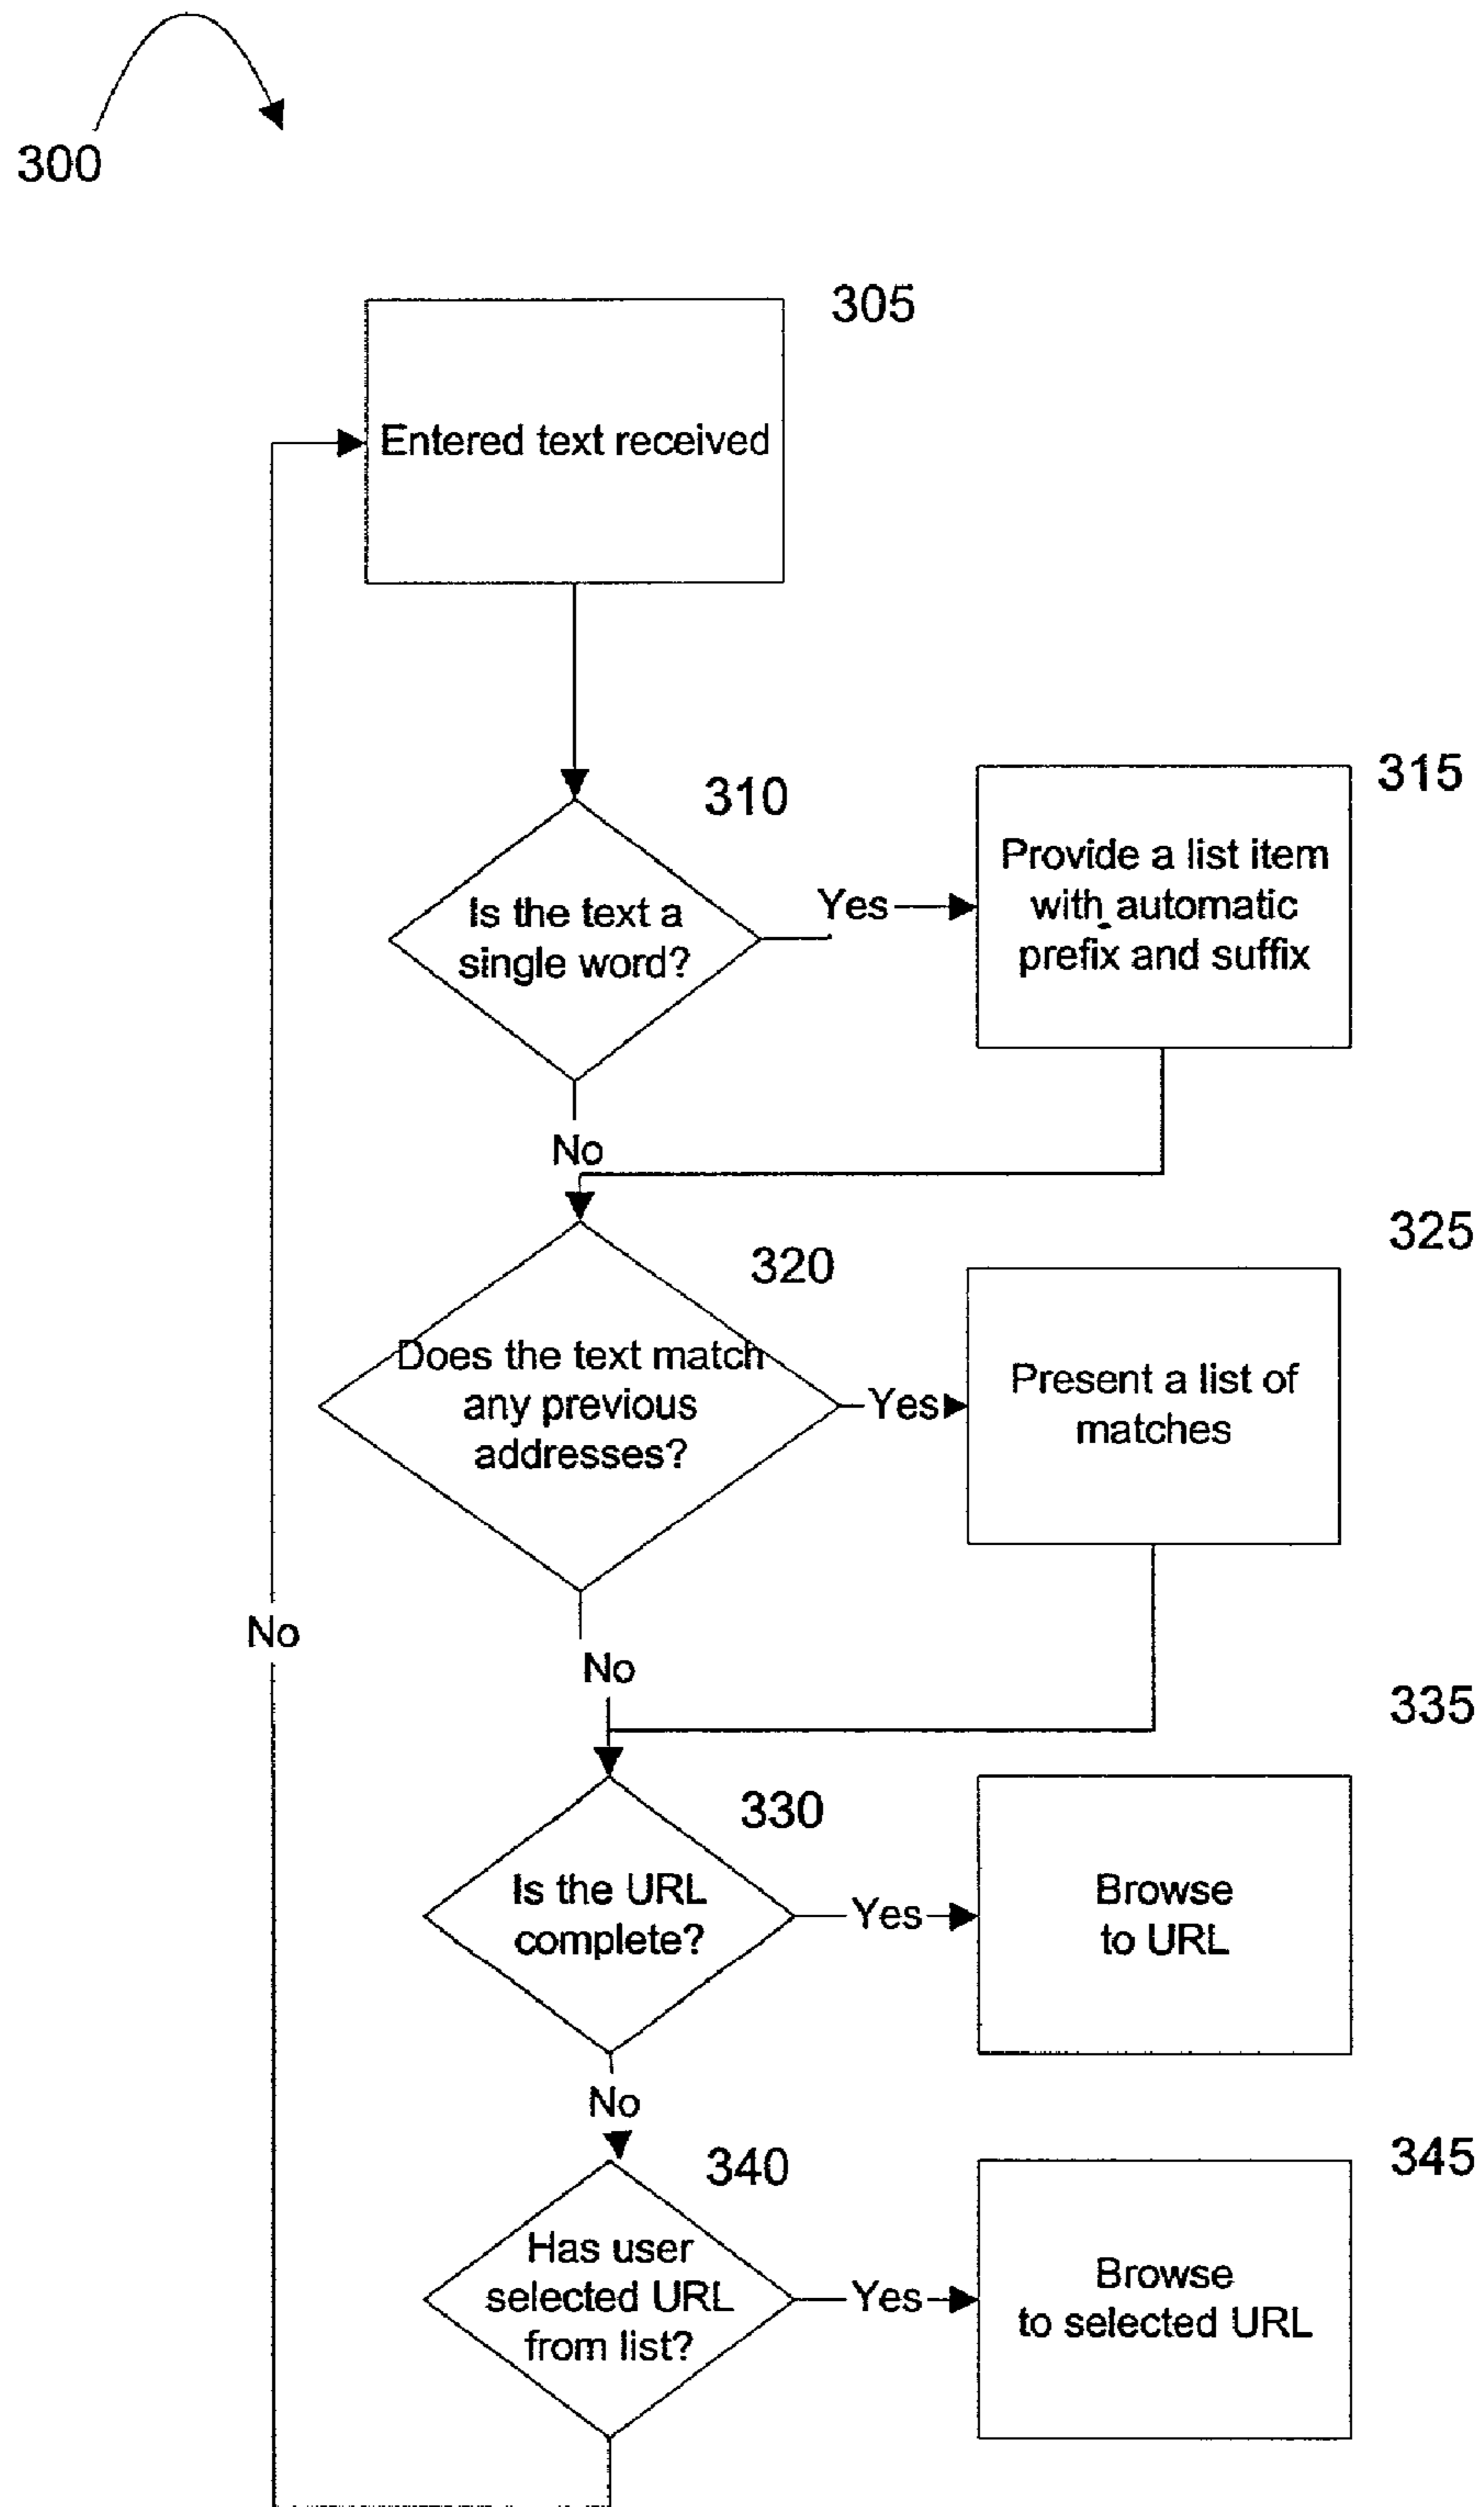 300
305
Entered text received
310
Is the text a
single word?
Yes
315
Provide a list item
with automatic
prefix and suffix
No
320
Does the text match
any previous
addresses?
Yes
325
Present a list of
matches
No
No
330
Is the URL
complete?
Yes
335
Browse
to URL
No
340
Has user
selected URL
from list?
Yes
345
Browse
to selected URL